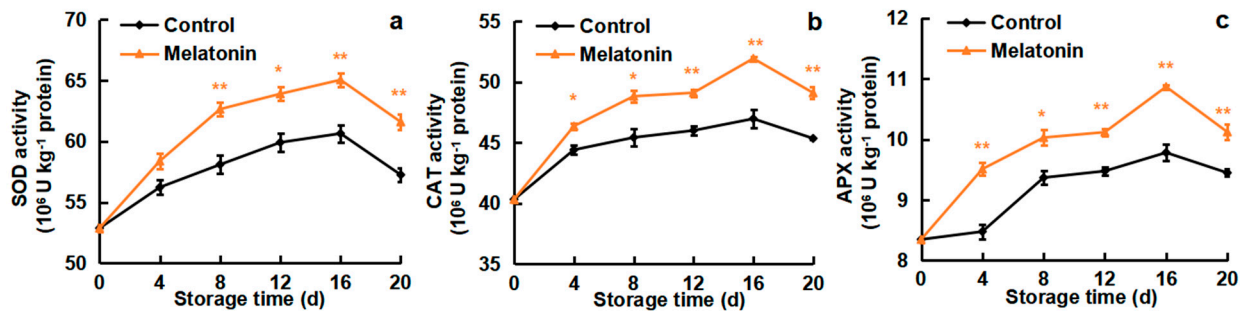 a
Control
Melatonin
SOD activity
(10⁶ U kg⁻¹ protein)
70
65
60
55
50
** * ** **
0 4 8 12 16 20
Storage time (d)
b
Control
Melatonin
CAT activity
(10⁶ U kg⁻¹ protein)
55
50
45
40
35
* * ** ** **
0 4 8 12 16 20
Storage time (d)
c
Control
Melatonin
APX activity
(10⁶ U kg⁻¹ protein)
12
11
10
9
8
** * ** ** **
0 4 8 12 16 20
Storage time (d)